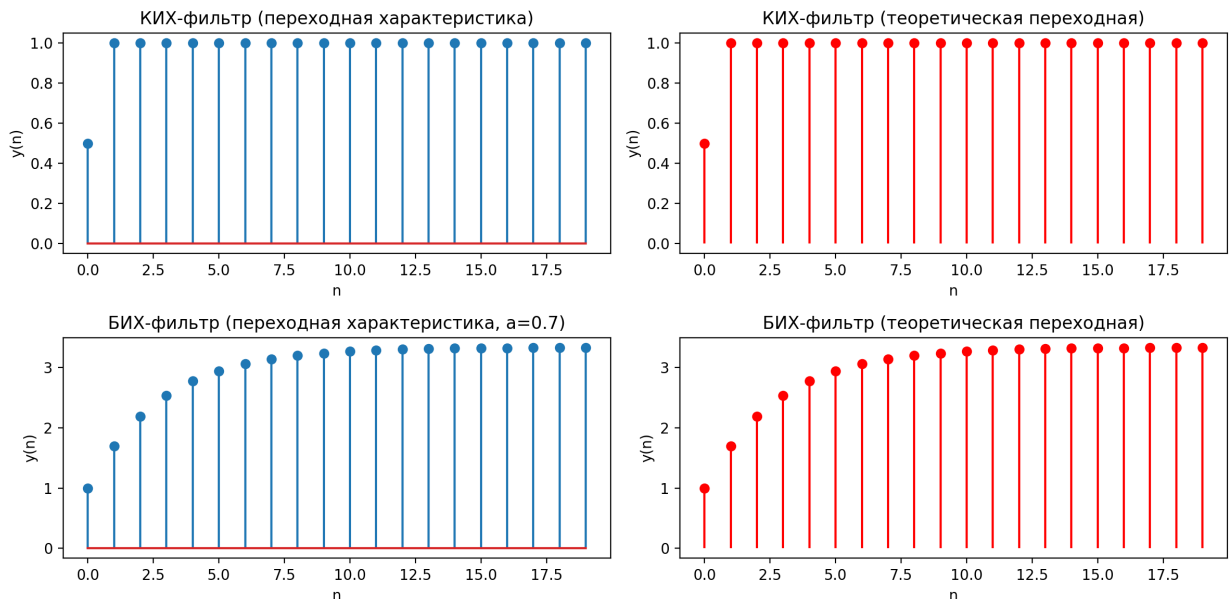 КИХ-фильтр (переходная характеристика)
1.0
0.8
0.6
0.4
0.2
0.0
y(n)
0.0 2.5 5.0 7.5 10.0 12.5 15.0 17.5
n
КИХ-фильтр (теоретическая переходная)
1.0
0.8
0.6
0.4
0.2
0.0
y(n)
0.0 2.5 5.0 7.5 10.0 12.5 15.0 17.5
n
БИХ-фильтр (переходная характеристика, a=0.7)
3
2
1
0
y(n)
0.0 2.5 5.0 7.5 10.0 12.5 15.0 17.5
n
БИХ-фильтр (теоретическая переходная)
3
2
1
0
y(n)
0.0 2.5 5.0 7.5 10.0 12.5 15.0 17.5
n